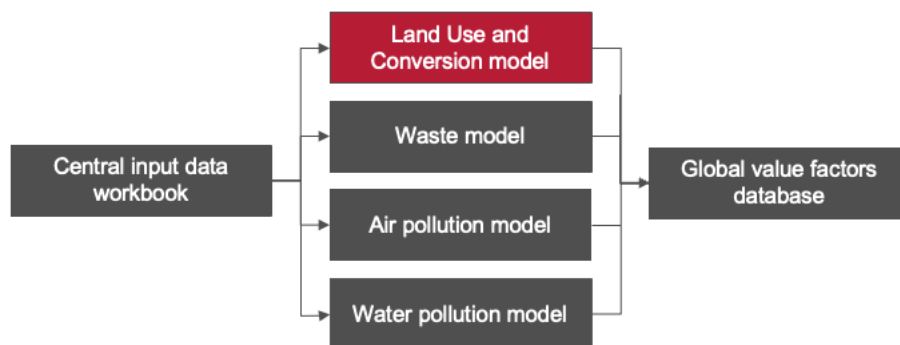 Land Use and
Conversion model
Waste model
Central input data
workbook
Global value factors
database
Air pollution model
Water pollution model